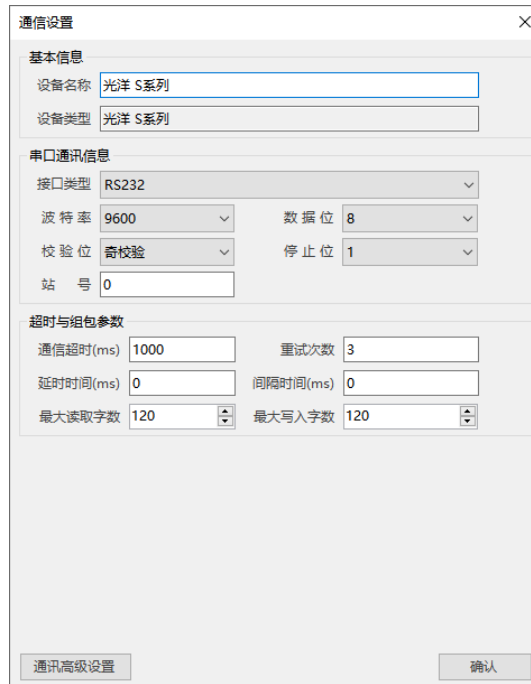 通信设置
基本信息
设备名称 光洋 S系列
设备类型 光洋 S系列
串口通讯信息
接口类型 RS232
波 特 率 9600 数 据 位 8
校 验 位 奇校验 停 止 位 1
站 号 0
超时与组包参数
通信超时(ms) 1000 重试次数 3
延时时间(ms) 0 间隔时间(ms) 0
最大读取字数 120 最大写入字数 120
通讯高级设置 确认